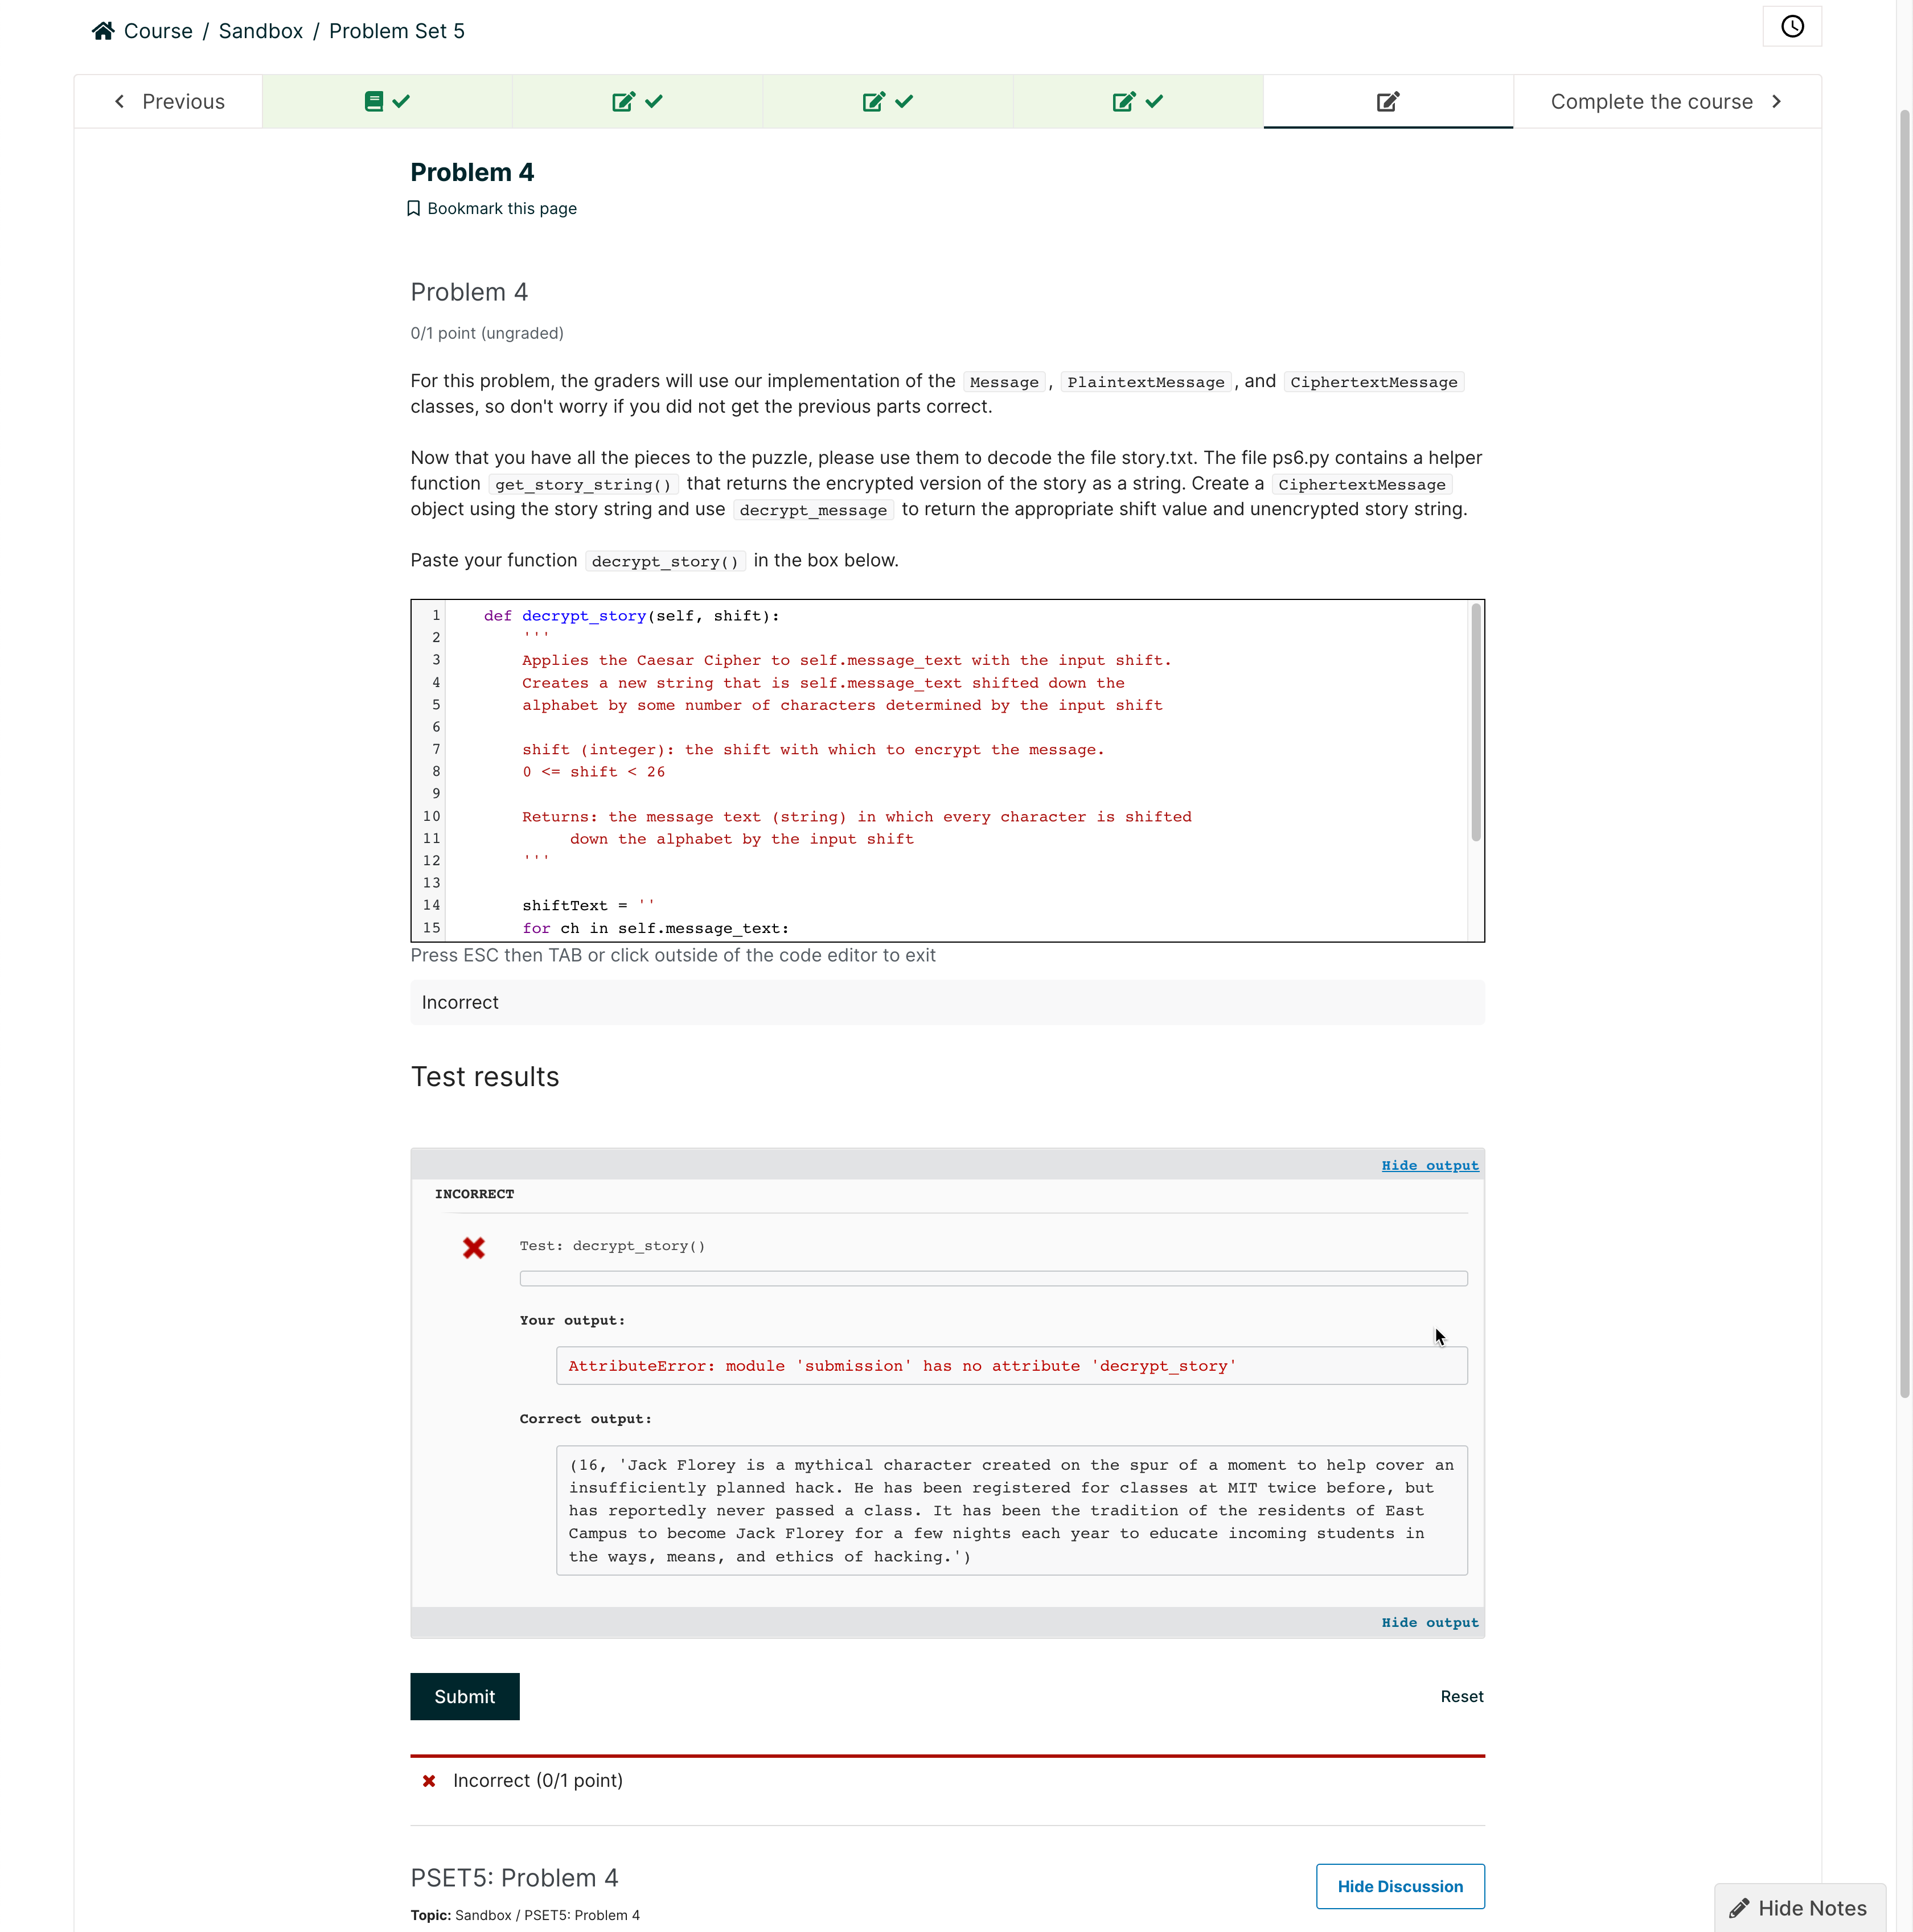 Course / Sandbox / Problem Set 5
Previous
Complete the course
Problem 4
Bookmark this page
Problem 4
0/1 point (ungraded)
For this problem, the graders will use our implementation of the Message, PlaintextMessage, and CiphertextMessage
classes, so don't worry if you did not get the previous parts correct.
Now that you have all the pieces to the puzzle, please use them to decode the file story.txt. The file ps6.py contains a helper
function get_story_string() that returns the encrypted version of the story as a string. Create a CiphertextMessage
object using the story string and use decrypt_message to return the appropriate shift value and unencrypted story string.
Paste your function decrypt_story() in the box below.
1 def decrypt_story(self, shift):
2 '''
3 Applies the Caesar Cipher to self.message_text with the input shift.
4 Creates a new string that is self.message_text shifted down the
5 alphabet by some number of characters determined by the input shift
6
7 shift (integer): the shift with which to encrypt the message.
8 0 <= shift < 26
9
10 Returns: the message text (string) in which every character is shifted
11 down the alphabet by the input shift
12 '''
13
14 shiftText = ''
15 for ch in self.message_text:
Press ESC then TAB or click outside of the code editor to exit
Incorrect
Test results
Hide output
INCORRECT
Test: decrypt_story()
Your output:
AttributeError: module 'submission' has no attribute 'decrypt_story'
Correct output:
(16, 'Jack Florey is a mythical character created on the spur of a moment to help cover an
insufficiently planned hack. He has been registered for classes at MIT twice before, but
has reportedly never passed a class. It has been the tradition of the residents of East
Campus to become Jack Florey for a few nights each year to educate incoming students in
the ways, means, and ethics of hacking.')
Hide output
Submit
Reset
Incorrect (0/1 point)
PSET5: Problem 4
Hide Discussion
Topic: Sandbox / PSET5: Problem 4
Hide Notes